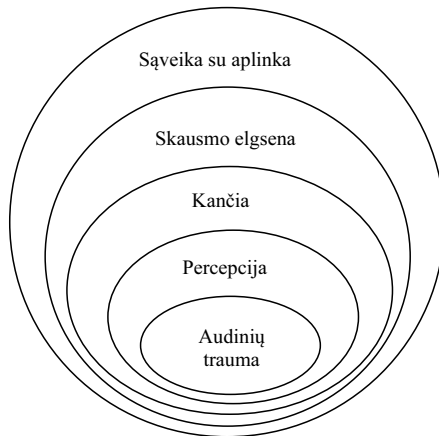 Sąveika su aplinka
Skausmo elgsena
Kančia
Percepcija
Audinių
trauma